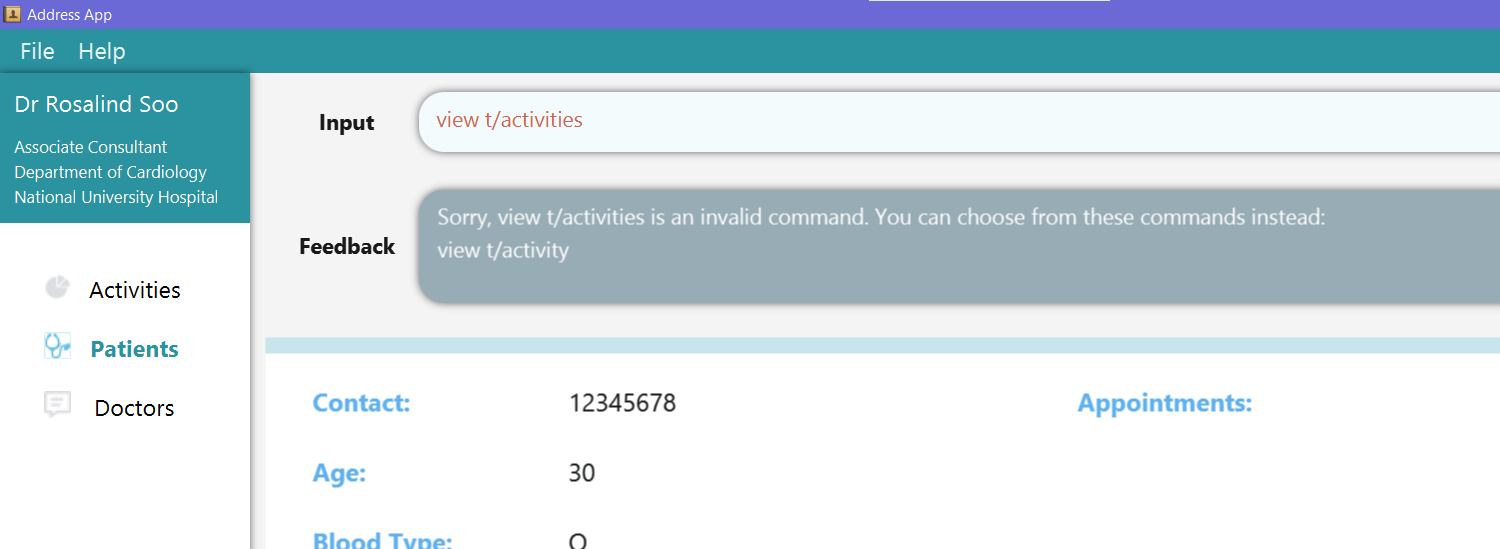 Address App
File Help
Dr Rosalind Soo
Associate Consultant
Department of Cardiology
National University Hospital
Activities
Patients
Doctors
Input
view t/activities
Feedback
Sorry, view t/activities is an invalid command. You can choose from these commands instead:
view t/activity
Contact: 12345678 Appointments:
Age: 30
Blood Type: O